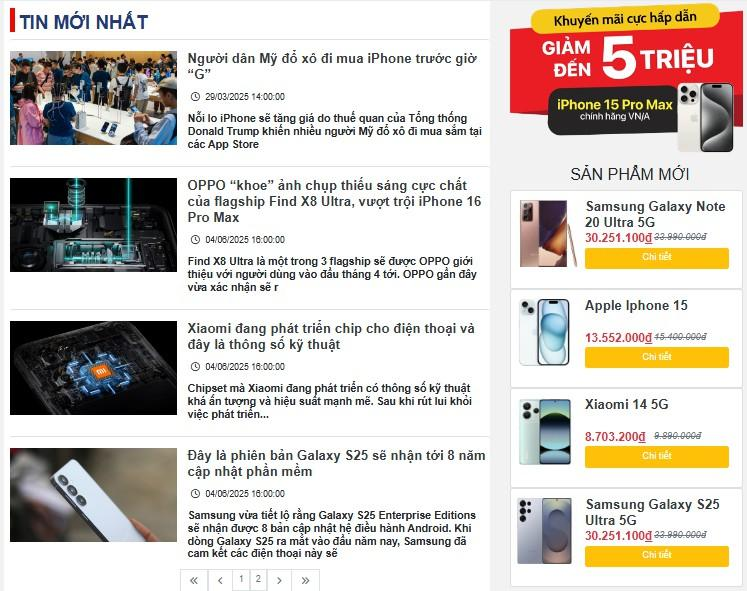 TIN MỚI NHẤT
Người dân Mỹ đổ xô đi mua iPhone trước giờ
“G”
29/03/2025 14:00:00
Nỗi lo iPhone sẽ tăng giá do thuế quan của Tổng thống
Donald Trump khiến nhiều người Mỹ đổ xô đi mua sắm tại
các App Store
OPPO “khoe” ảnh chụp thiếu sáng cực chất
của flagship Find X8 Ultra, vượt trội iPhone 16
Pro Max
04/06/2025 16:00:00
Find X8 Ultra là một trong 3 flagship sẽ được OPPO giới
thiệu với người dùng vào đầu tháng 4 tới. OPPO gần đây
vừa xác nhận sẽ r
Xiaomi đang phát triển chip cho điện thoại và
đây là thông số kỹ thuật
04/06/2025 16:00:00
Chipset mà Xiaomi đang phát triển có thông số kỹ thuật
khá ấn tượng và hiệu suất mạnh mẽ. Sau khi rút lui khỏi
việc phát triển...
Đây là phiên bản Galaxy S25 sẽ nhận tới 8 năm
cập nhật phần mềm
04/06/2025 16:00:00
Samsung vừa tiết lộ rằng Galaxy S25 Enterprise Editions
sẽ nhận được 8 bản cập nhật hệ điều hành Android. Khi
dòng Galaxy S25 ra mắt vào đầu năm nay, Samsung đã
cam kết các điện thoại này sẽ
« ‹ 1 2 › »
Khuyến mãi cực hấp dẫn
GIẢM
ĐẾN 5 TRIỆU
iPhone 15 Pro Max
chính hãng VN/A
SẢN PHẨM MỚI
Samsung Galaxy Note
20 Ultra 5G
30.251.100₫ 33.990.000đ
Chi tiết
Apple Iphone 15
13.552.000₫ 15.400.000đ
Chi tiết
Xiaomi 14 5G
8.703.200₫ 9.890.000đ
Chi tiết
Samsung Galaxy S25
Ultra 5G
30.251.100₫ 33.990.000đ
Chi tiết